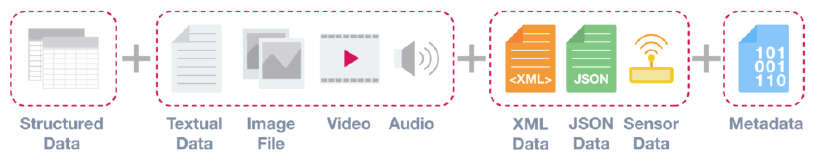 <XML>
JSON
101
001
110
Structured Data
Textual Data
Image File
Video
Audio
XML Data
JSON Data
Sensor Data
Metadata